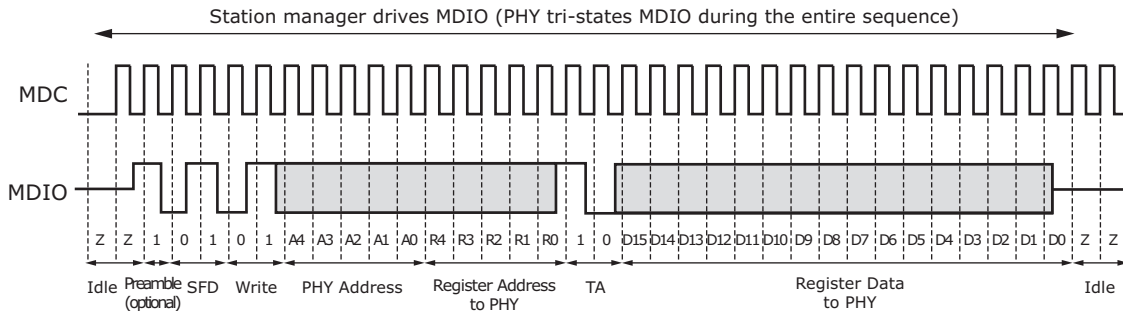 Station manager drives MDIO (PHY tri-states MDIO during the entire sequence)
MDC
MDIO
Z Z 1 0 1 0 1 A4 A3 A2 A1 A0 R4 R3 R2 R1 R0 1 0 D15 D14 D13 D12 D11 D10 D9 D8 D7 D6 D5 D4 D3 D2 D1 D0 Z Z
Idle Preamble (optional) SFD Write PHY Address Register Address to PHY TA Register Data to PHY Idle